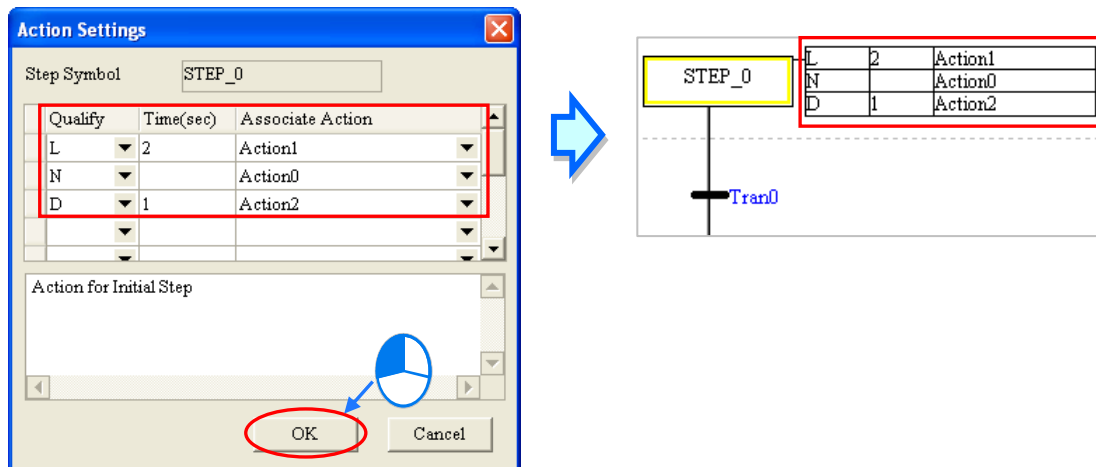 Action Settings
Step Symbol STEP_0
Qualify Time(sec) Associate Action
L 2 Action1
N Action0
D 1 Action2
Action for Initial Step
OK Cancel
STEP_0
L 2 Action1
N Action0
D 1 Action2
Tran0